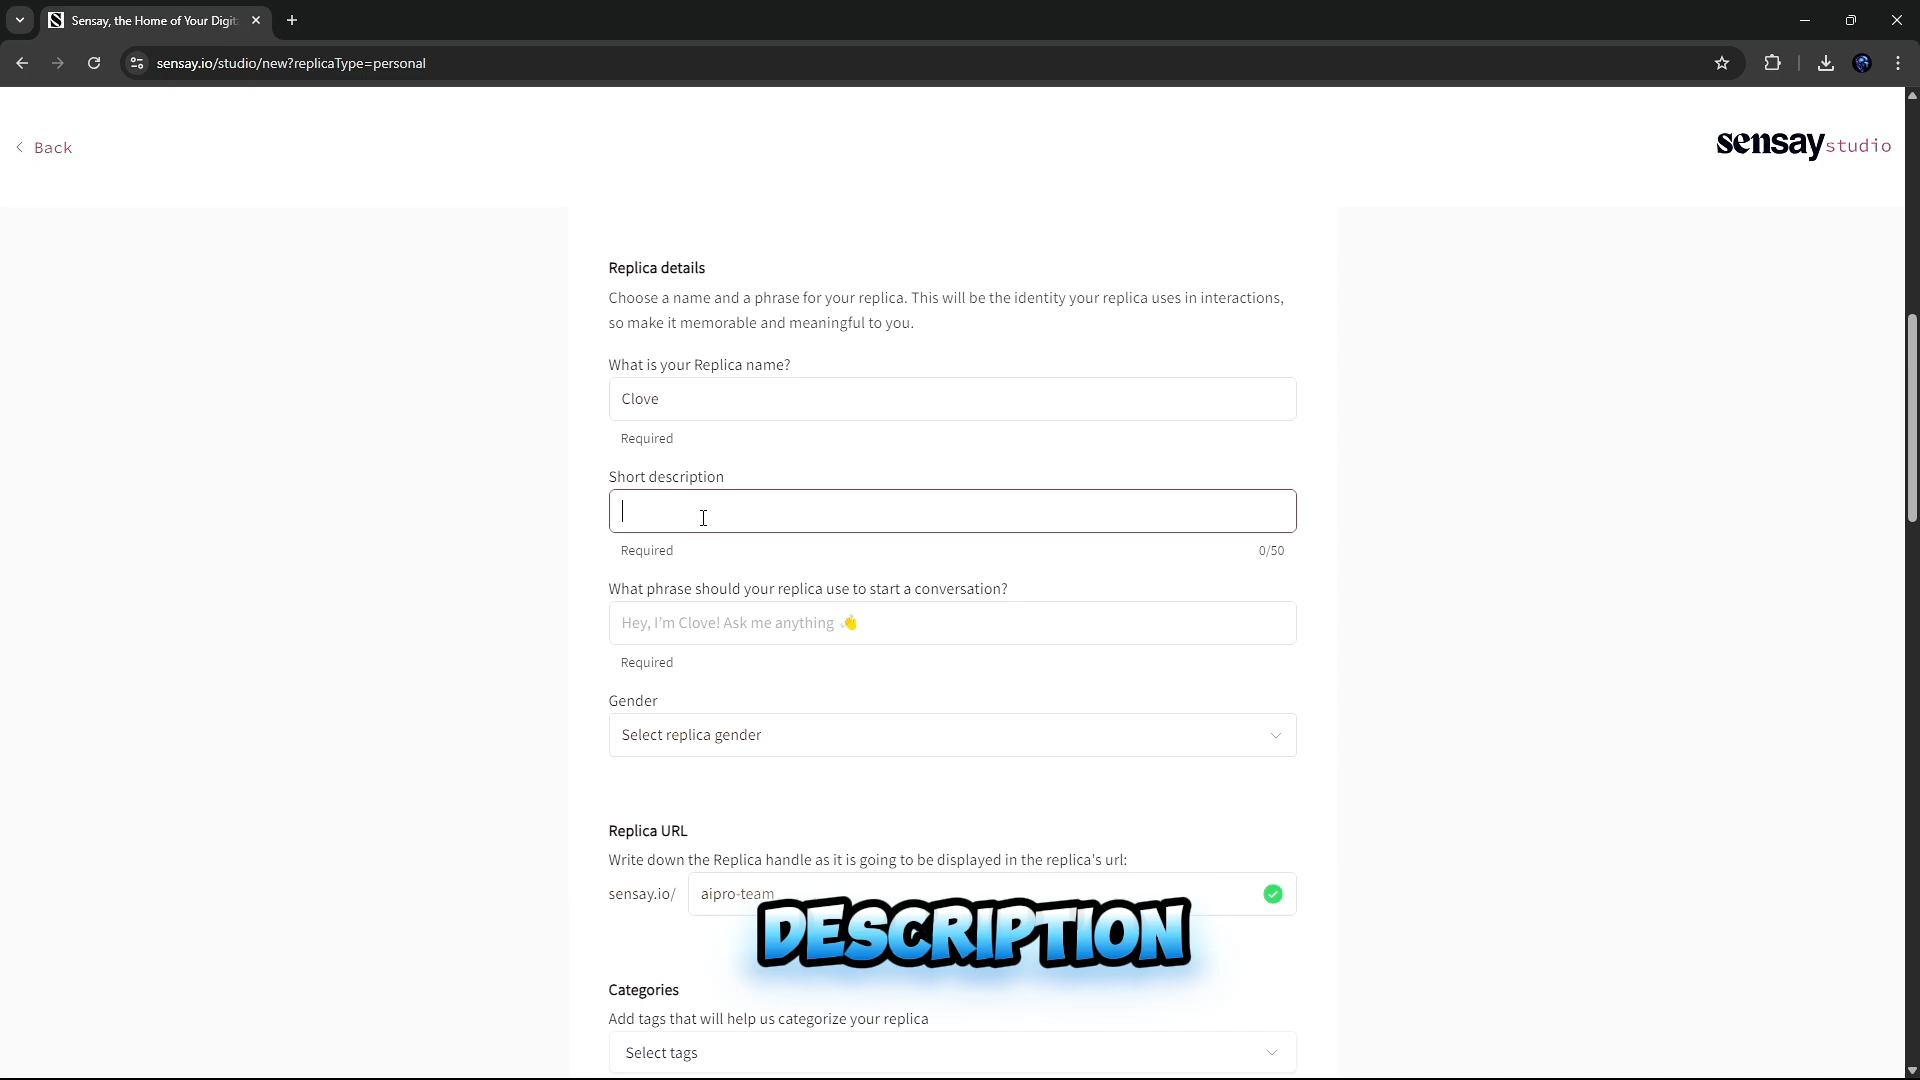 Sensay, the Home of Your Digit
sensay.io/studio/new?replicaType=personal
Back
sensay studio
Replica details
Choose a name and a phrase for your replica. This will be the identity your replica uses in interactions,
so make it memorable and meaningful to you.
What is your Replica name?
Clove
Required
Short description
Required 0/50
What phrase should your replica use to start a conversation?
Hey, I'm Clove! Ask me anything 👋
Required
Gender
Select replica gender
Replica URL
Write down the Replica handle as it is going to be displayed in the replica's url:
sensay.io/ aipro-team
DESCRIPTION
Categories
Add tags that will help us categorize your replica
Select tags